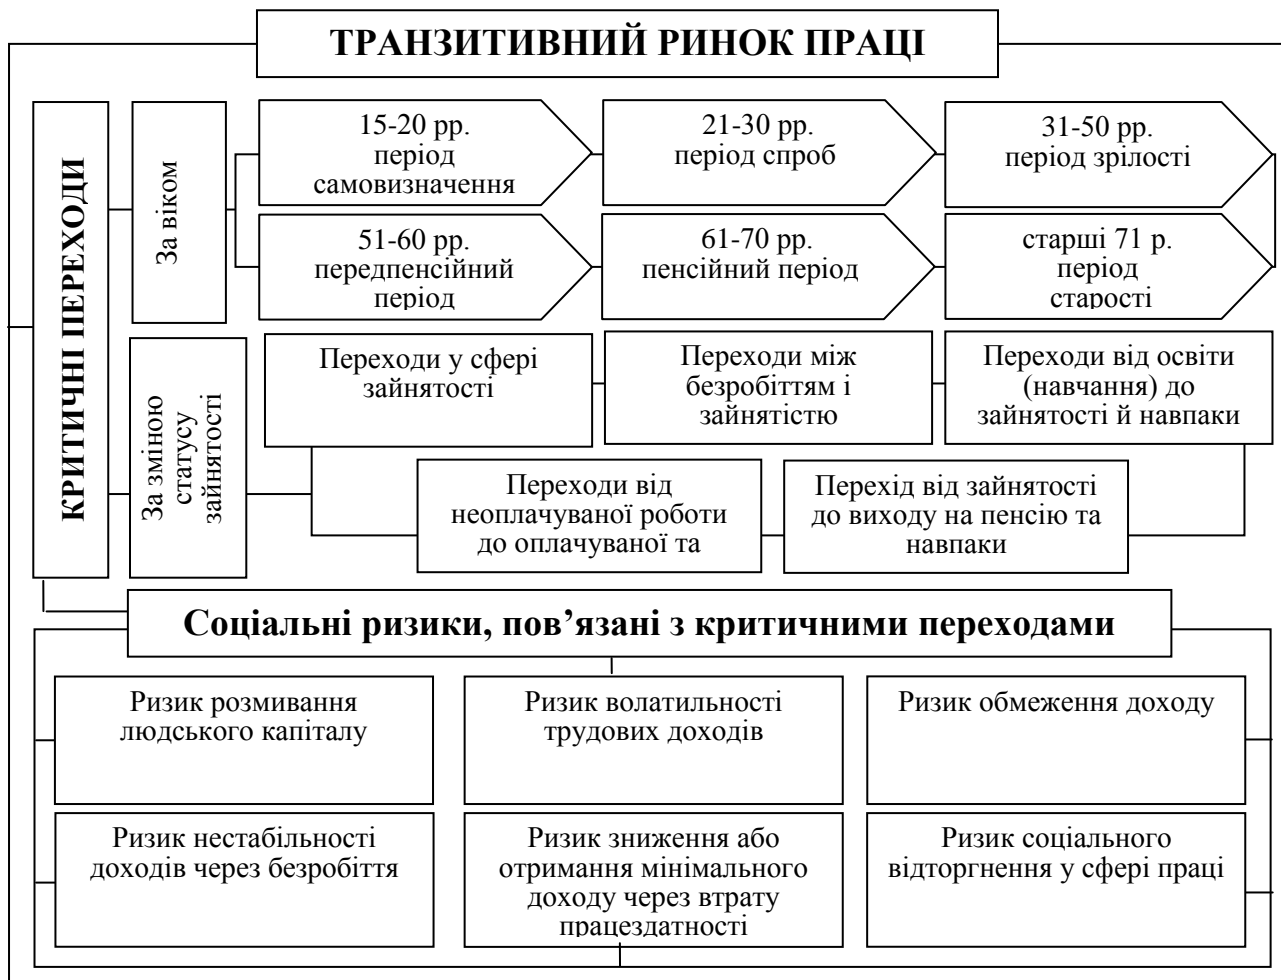 ТРАНЗИТИВНИЙ РИНОК ПРАЦІ
КРИТИЧНІ ПЕРЕХОДИ
За віком
15-20 рр.
період
самовизначення
21-30 рр.
період спроб
31-50 рр.
період зрілості
51-60 рр.
передпенсійний
період
61-70 рр.
пенсійний період
старші 71 р.
період
старості
За зміною
статусу
зайнятості
Переходи у сфері
зайнятості
Переходи між
безробіттям і
зайнятістю
Переходи від освіти
(навчання) до
зайнятості й навпаки
Переходи від
неоплачуваної роботи
до оплачуваної та
Перехід від зайнятості
до виходу на пенсію та
навпаки
Соціальні ризики, пов’язані з критичними переходами
Ризик розмивання
людського капіталу
Ризик волатильності
трудових доходів
Ризик обмеження доходу
Ризик нестабільності
доходів через безробіття
Ризик зниження або
отримання мінімального
доходу через втрату
працездатності
Ризик соціального
відторгнення у сфері праці